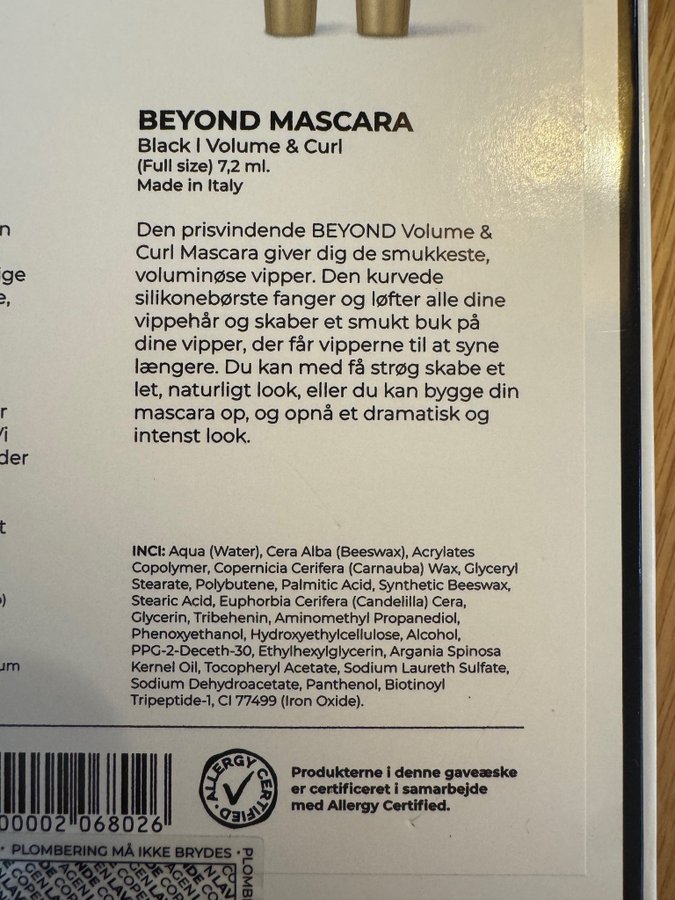 BEYOND MASCARA
Black | Volume & Curl
(Full size) 7,2 ml.
Made in Italy
Den prisvindende BEYOND Volume &
Curl Mascara giver dig de smukkeste,
voluminøse vipper. Den kurvede
silikonebørste fanger og løfter alle dine
vippehår og skaber et smukt buk på
dine vipper, der får vipperne til at syne
længere. Du kan med få strøg skabe et
let, naturligt look, eller du kan bygge din
mascara op, og opnå et dramatisk og
intenst look.
INCI: Aqua (Water), Cera Alba (Beeswax), Acrylates
Copolymer, Copernicia Cerifera (Carnauba) Wax, Glyceryl
Stearate, Polybutene, Palmitic Acid, Synthetic Beeswax,
Stearic Acid, Euphorbia Cerifera (Candelilla) Cera,
Glycerin, Tribehenin, Aminomethyl Propanediol,
Phenoxyethanol, Hydroxyethylcellulose, Alcohol,
PPG-2-Deceth-30, Ethylhexylglycerin, Argania Spinosa
Kernel Oil, Tocopheryl Acetate, Sodium Laureth Sulfate,
Sodium Dehydroacetate, Panthenol, Biotinoyl
Tripeptide-1, CI 77499 (Iron Oxide).
00002 068026
ALLERGY CERTIFIED
Produkterne i denne gaveæske
er certificeret i samarbejde
med Allergy Certified.
PLOMBERING MÅ IKKE BRYDES